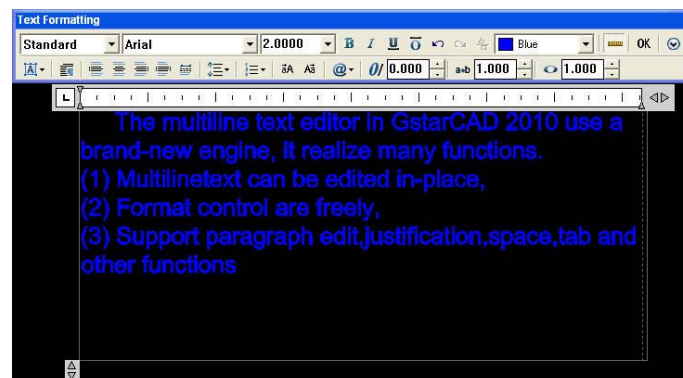 Text Formatting
Standard Arial 2.0000 B I U O Blue OK
A @ 0/ 0.000 a•b 1.000 1.000
The multiline text editor in GstarCAD 2010 use a
brand-new engine, it realize many functions.
(1) Multilinetext can be edited in-place,
(2) Format control are freely,
(3) Support paragraph edit,justification,space,tab and
other functions